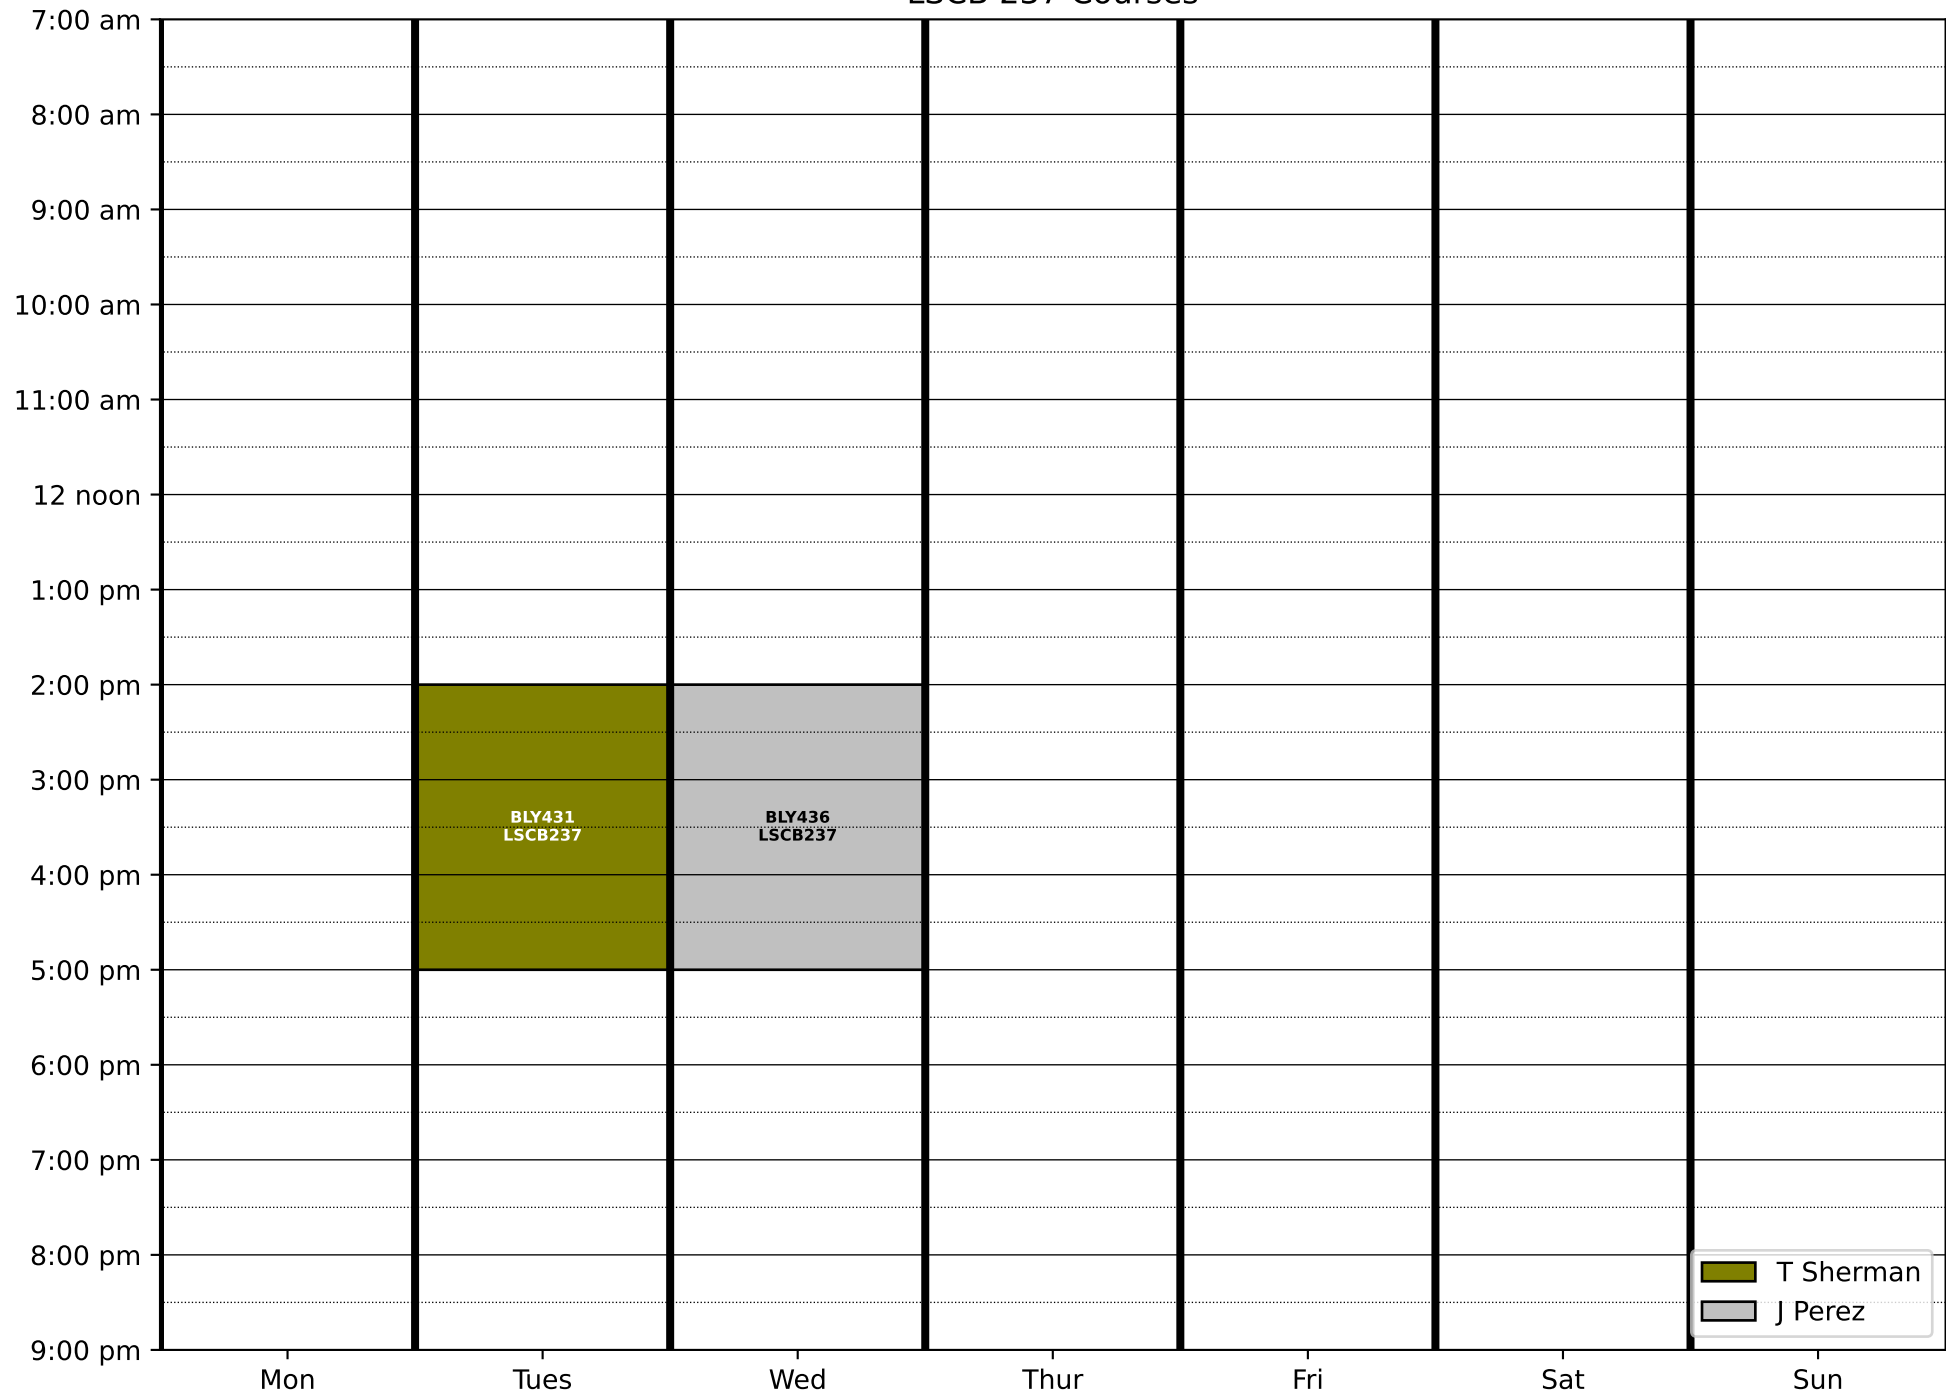 LSCB 237 Courses
7:00 am
8:00 am
9:00 am
10:00 am
11:00 am
12 noon
1:00 pm
2:00 pm
3:00 pm
BLY431
LSCB237
BLY436
LSCB237
4:00 pm
5:00 pm
6:00 pm
7:00 pm
8:00 pm
T Sherman
J Perez
9:00 pm
Mon Tues Wed Thur Fri Sat Sun